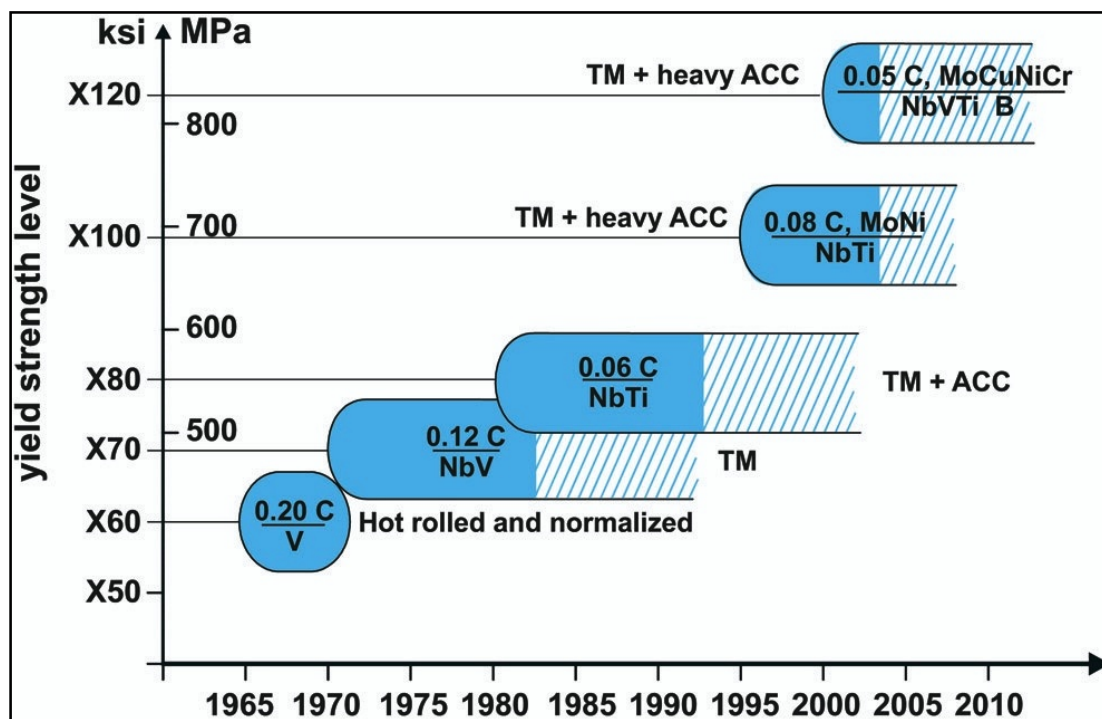 ksi MPa
TM + heavy ACC
0.05 C, MoCuNiCr
NbVTi B
X120
800
TM + heavy ACC
0.08 C, MoNi
NbTi
X100
700
600
X80
0.06 C
NbTi
TM + ACC
500
X70
0.12 C
NbV
TM
X60
0.20 C
V
Hot rolled and normalized
X50
yield strength level
1965 1970 1975 1980 1985 1990 1995 2000 2005 2010